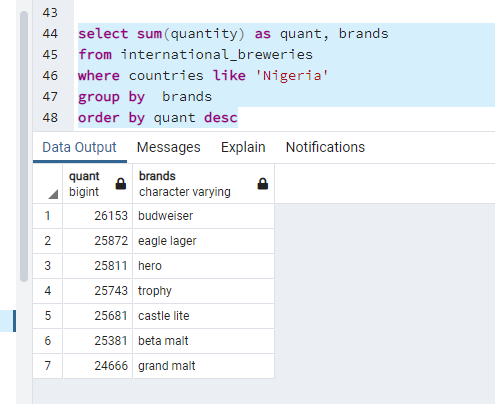 43
44 select sum(quantity) as quant, brands
45 from international_breweries
46 where countries like 'Nigeria'
47 group by  brands
48 order by quant desc
Data Output Messages Explain Notifications
quant brands
bigint character varying
1 26153 budweiser
2 25872 eagle lager
3 25811 hero
4 25743 trophy
5 25681 castle lite
6 25381 beta malt
7 24666 grand malt